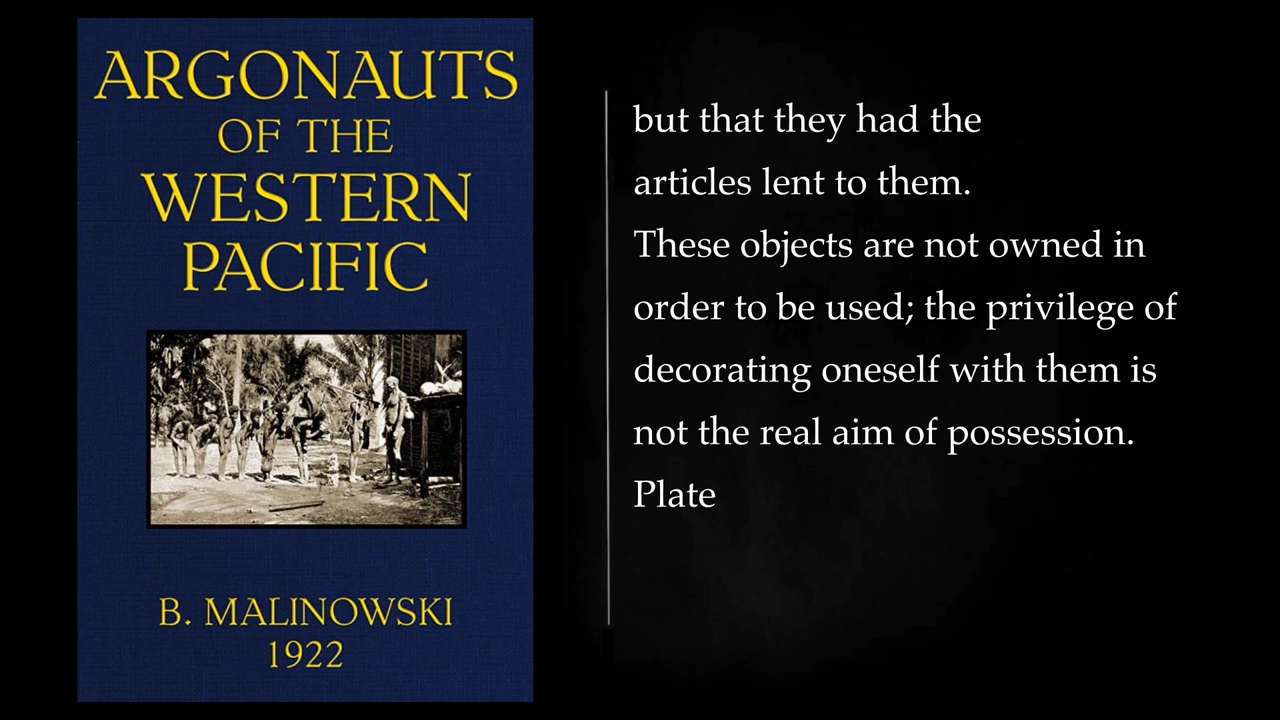 ARGONAUTS
OF THE
WESTERN
PACIFIC
B. MALINOWSKI
1922
but that they had the
articles lent to them.
These objects are not owned in
order to be used; the privilege of
decorating oneself with them is
not the real aim of possession.
Plate